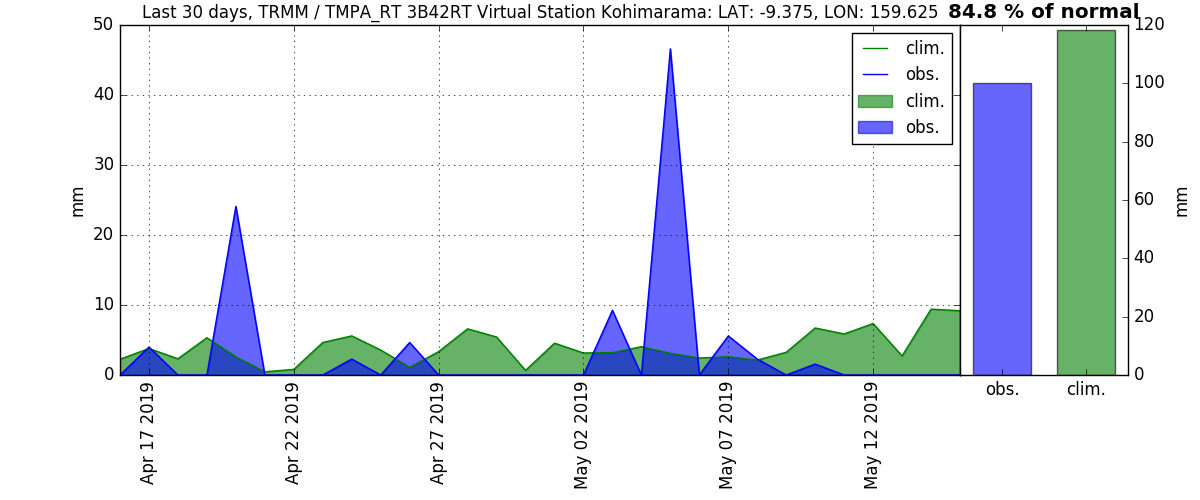 Last 30 days, TRMM / TMPA_RT 3B42RT Virtual Station Kohimarama: LAT: -9.375, LON: 159.625
84.8 % of normal
50
40
30
20
10
0
mm
clim.
obs.
clim.
obs.
120
100
80
60
40
20
0
mm
Apr 17 2019
Apr 22 2019
Apr 27 2019
May 02 2019
May 07 2019
May 12 2019
obs.
clim.